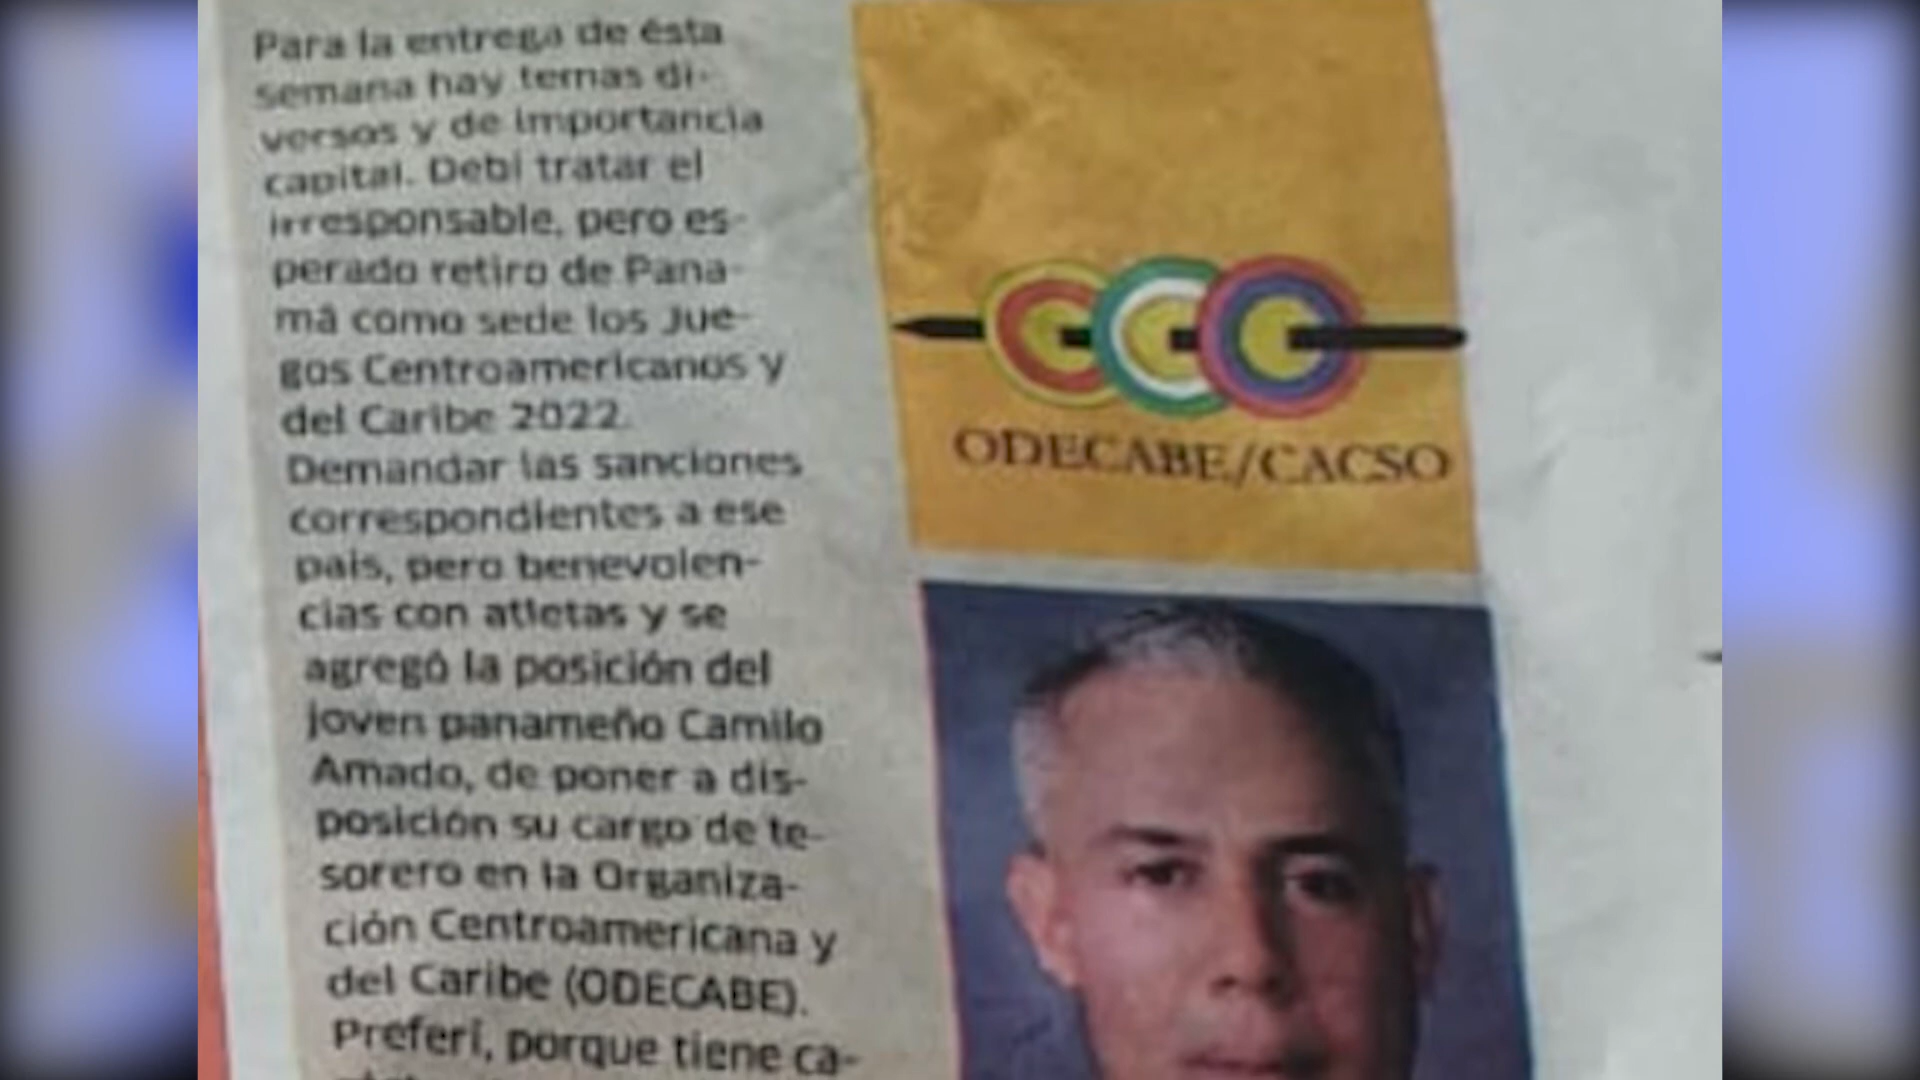 Para la entrega de ésta
semana hay temas di-
versos y de importancia
capital. Debí tratar el
irresponsable, pero es-
perado retiro de Pana-
má como sede los Jue-
gos Centroamericanos y
del Caribe 2022.
Demandar las sanciones
correspondientes a ese
país, pero benevolen-
cias con atletas y se
agregó la posición del
joven panameño Camilo
Amado, de poner a dis-
posición su cargo de te-
sorero en la Organiza-
ción Centroamericana y
del Caribe (ODECABE).
Preferí, porque tiene ca-
ODECABE/CACSO